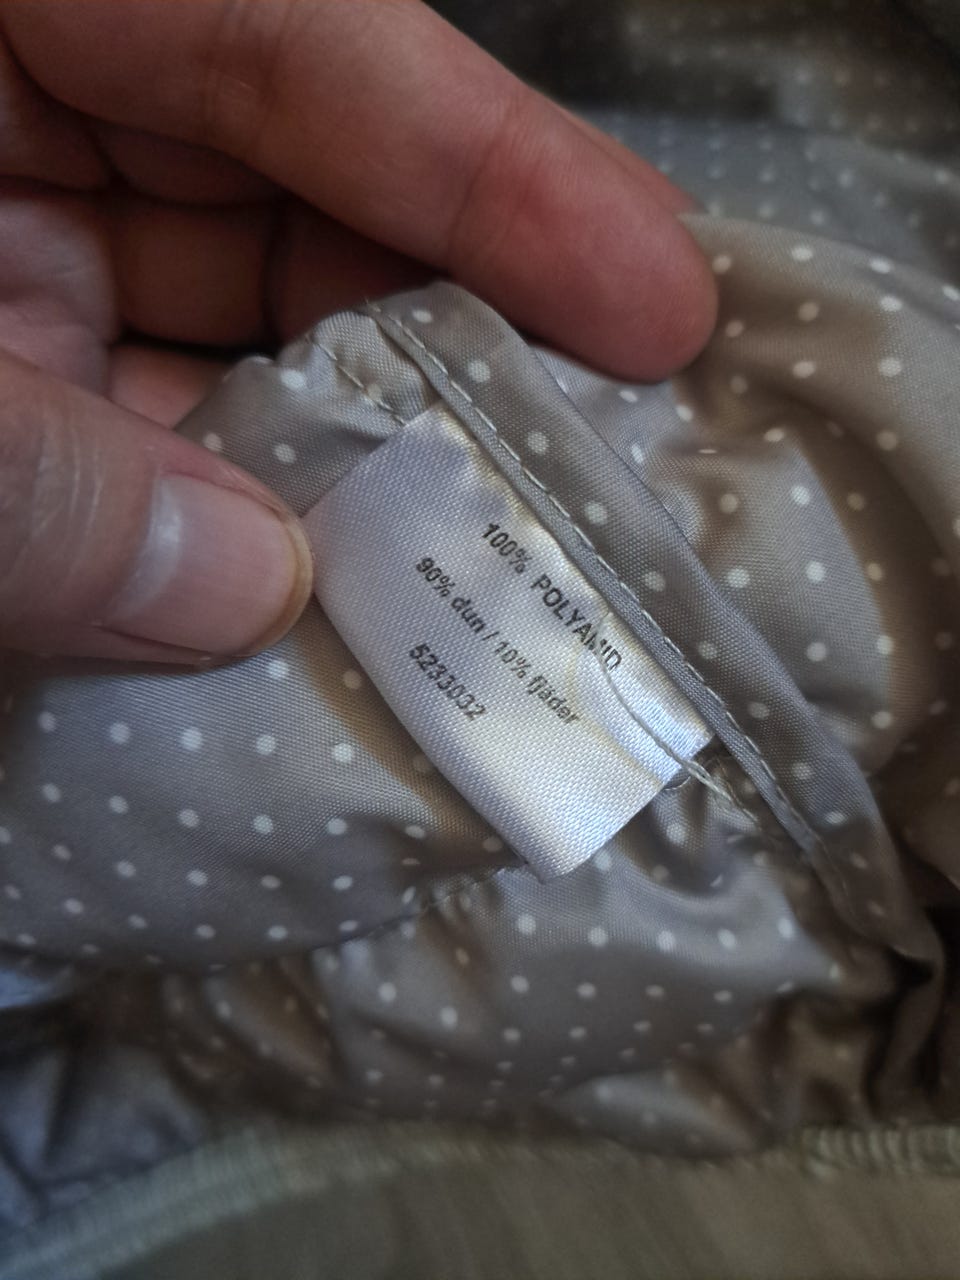 100% POLYAMID
90% dun / 10% fjäder
5233032